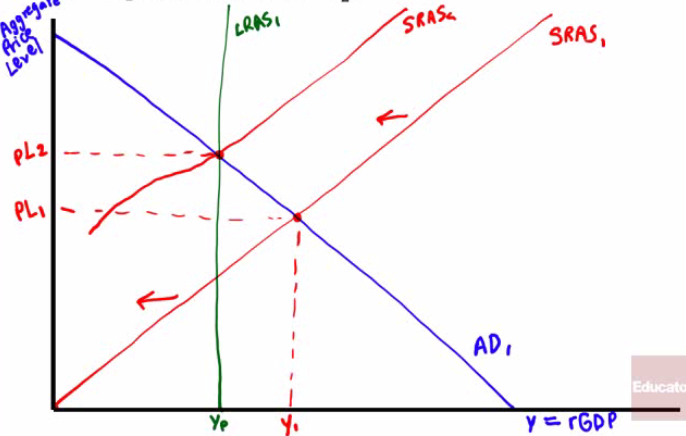 Aggregate
Price
Level
LRAS₁
SRAS₂
SRAS₁
PL2
PL₁
AD₁
Yp
Y₁
Y = rGDP
Educato